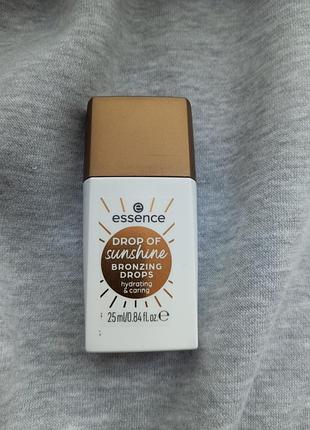 essence
DROP OF
sunshine
BRONZING
DROPS
hydrating
& caring
25 ml/0.84 fl.oz.℮